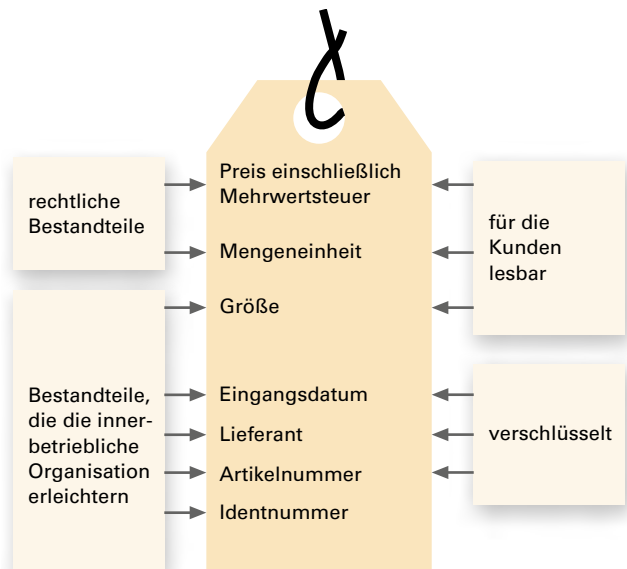 rechtliche
Bestandteile
Bestandteile,
die die inner-
betriebliche
Organisation
erleichtern
Preis einschließlich
Mehrwertsteuer
Mengeneinheit
Größe
Eingangsdatum
Lieferant
Artikelnummer
Identnummer
für die
Kunden
lesbar
verschlüsselt